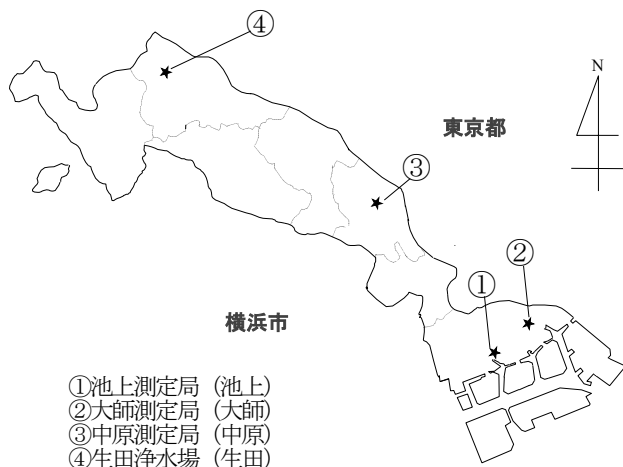 ④
N
東京都
③
②
①
横浜市
①池上測定局（池上）
②大師測定局（大師）
③中原測定局（中原）
④生田浄水場（生田）